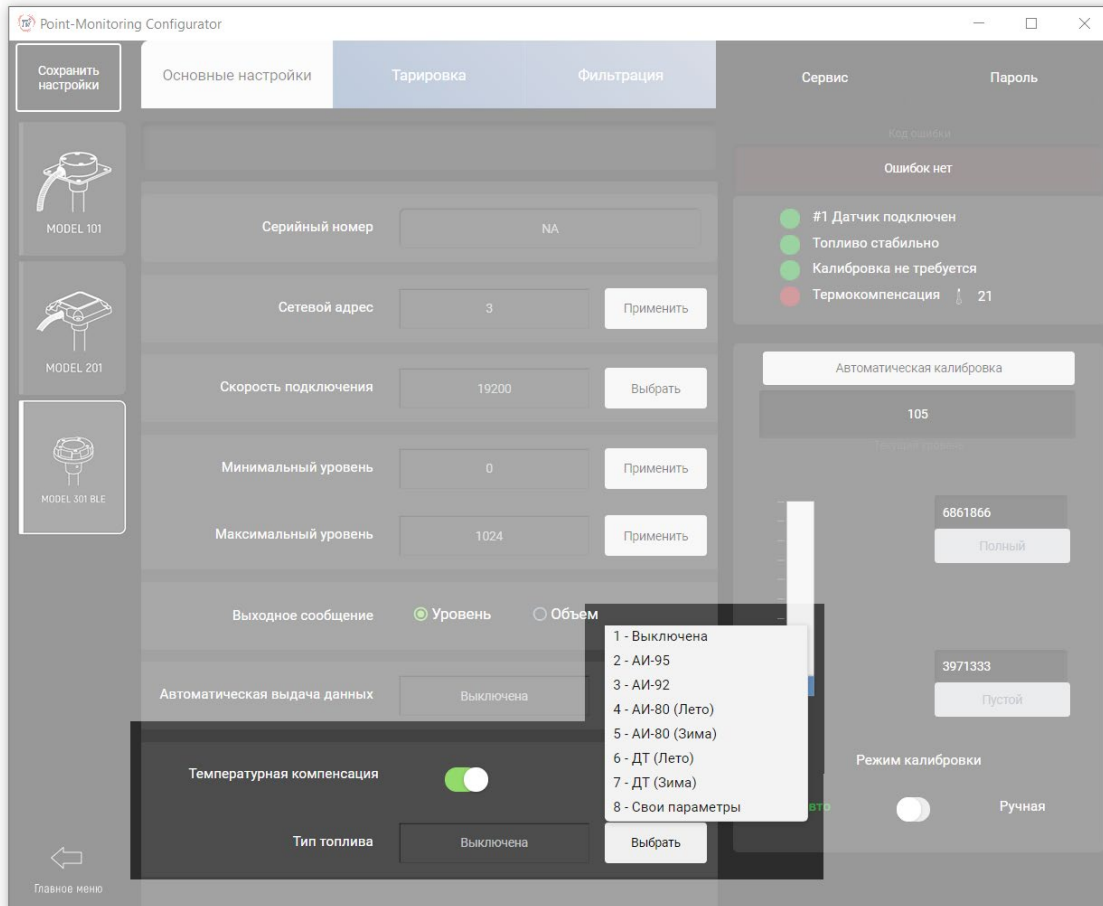 Point-Monitoring Configurator
Сохранить
настройки
Основные настройки
Тарировка
Фильтрация
Сервис
Пароль
MODEL 101
MODEL 201
MODEL 301 BLE
Главное меню
Серийный номер
NA
Сетевой адрес
3
Применить
Скорость подключения
19200
Выбрать
Минимальный уровень
0
Применить
Максимальный уровень
1024
Применить
Выходное сообщение
Уровень
Объем
Автоматическая выдача данных
Выключена
Температурная компенсация
Тип топлива
Выключена
Выбрать
1 - Выключена
2 - АИ-95
3 - АИ-92
4 - АИ-80 (Лето)
5 - АИ-80 (Зима)
6 - ДТ (Лето)
7 - ДТ (Зима)
8 - Свои параметры
Код ошибки
Ошибок нет
#1 Датчик подключен
Топливо стабильно
Калибровка не требуется
Термокомпенсация 21
Автоматическая калибровка
105
6861866
Полный
3971333
Пустой
Режим калибровки
Ручная